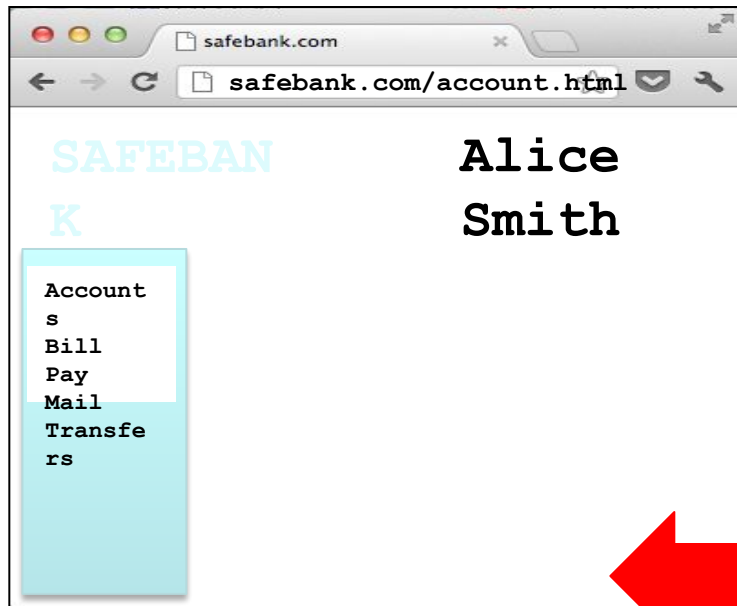 safebank.com
safebank.com/account.html
SAFEBAN
K
Alice
Smith
Account
s
Bill
Pay
Mail
Transfe
rs